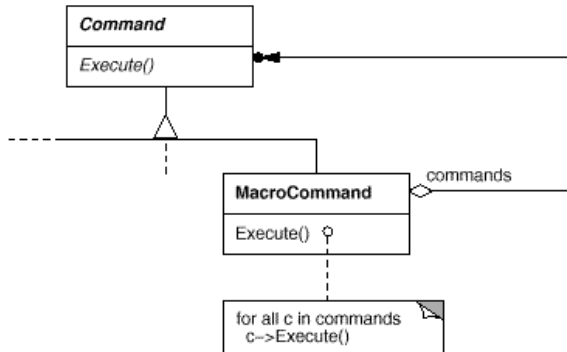 Command
Execute()
commands
MacroCommand
Execute()
for all c in commands
c->Execute()